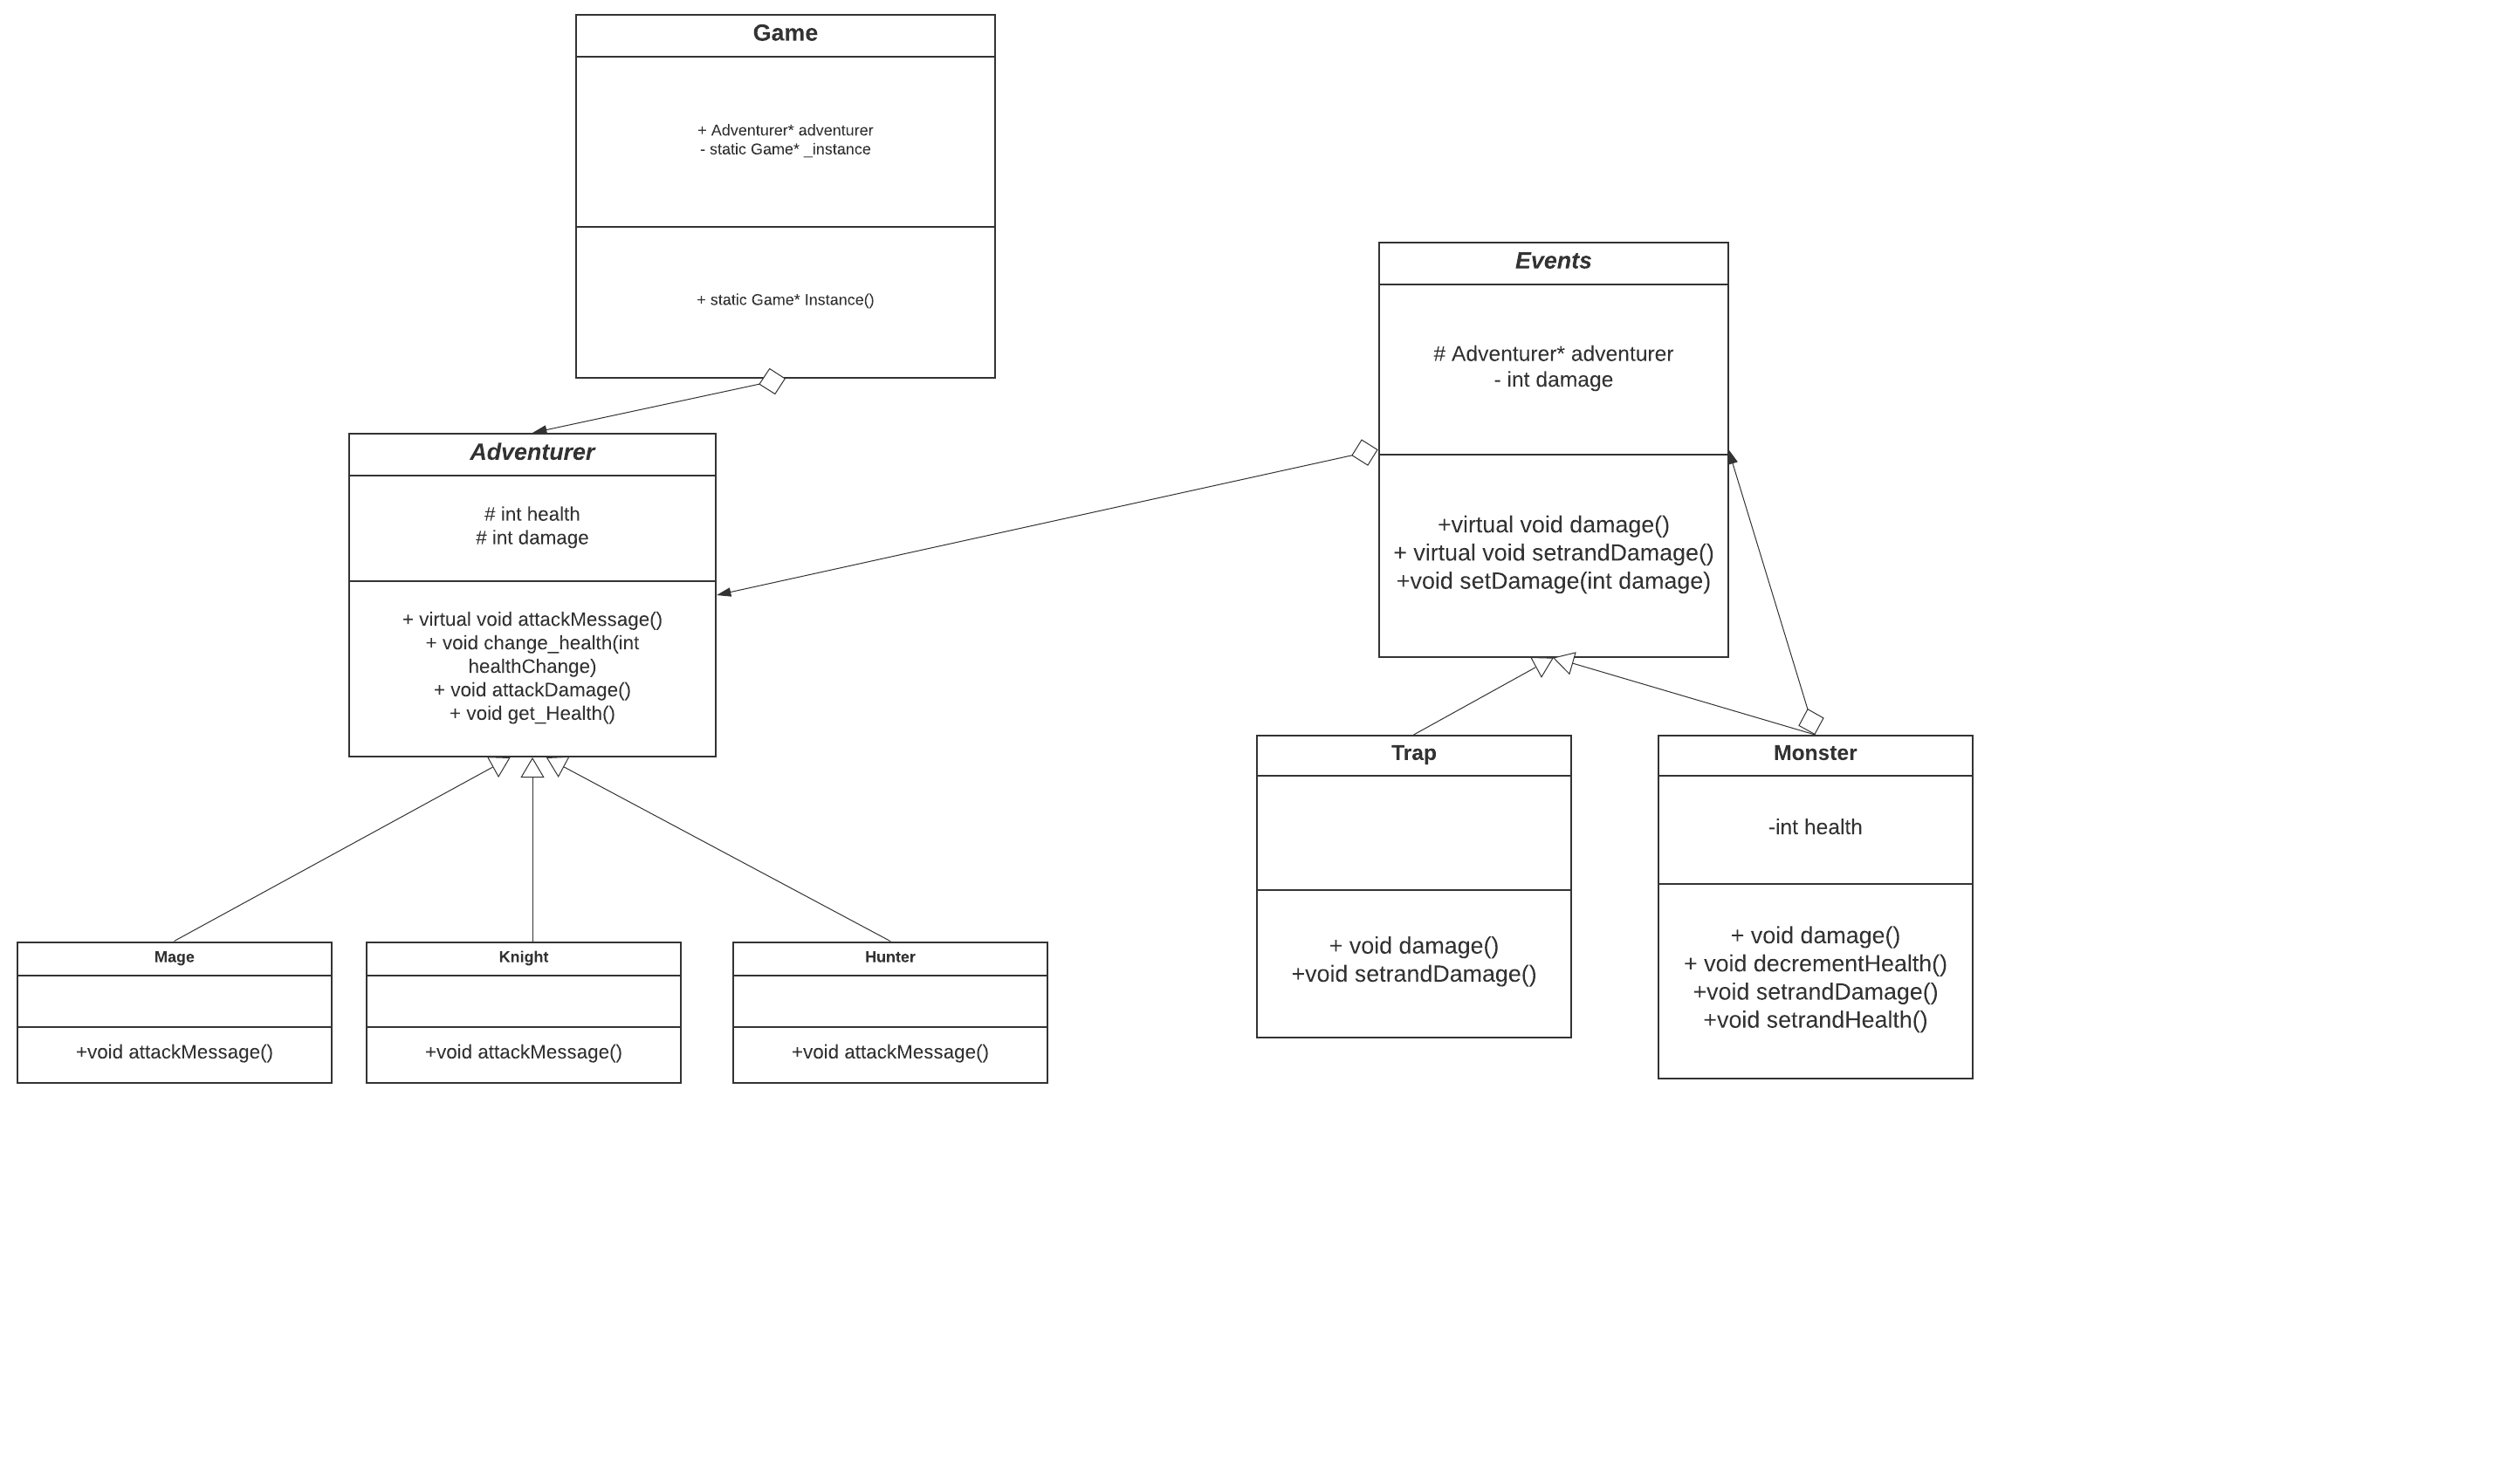 Game
+ Adventurer* adventurer
- static Game* _instance
+ static Game* Instance()
Events
# Adventurer* adventurer
- int damage
+virtual void damage()
+ virtual void setrandDamage()
+void setDamage(int damage)
Adventurer
# int health
# int damage
+ virtual void attackMessage()
+ void change_health(int
healthChange)
+ void attackDamage()
+ void get_Health()
Trap
+ void damage()
+void setrandDamage()
Monster
-int health
+ void damage()
+ void decrementHealth()
+void setrandDamage()
+void setrandHealth()
Mage
+void attackMessage()
Knight
+void attackMessage()
Hunter
+void attackMessage()